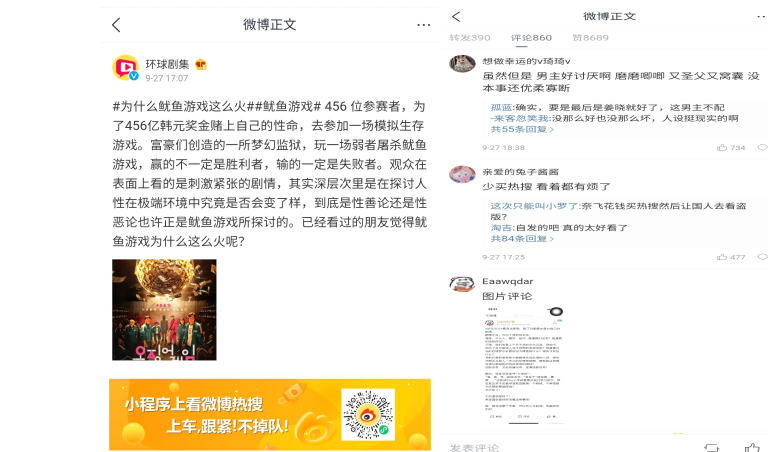 微博正文
环球剧集
9-27 17:07
#为什么鱿鱼游戏这么火##鱿鱼游戏# 456 位参赛者，为
了456亿韩元奖金赌上自己的性命，去参加一场模拟生存
游戏。富豪们创造的一所梦幻监狱，玩一场弱者屠杀鱿鱼
游戏，赢的不一定是胜利者，输的一定是失败者。观众在
表面上看的是刺激紧张的剧情，其实深层次里是在探讨人
性在极端环境中究竟是否会变了样，到底是性善论还是性
恶论也许正是鱿鱼游戏所探讨的。已经看过的朋友觉得鱿
鱼游戏为什么这么火呢？
오징어게임
小程序上看微博热搜
上车,跟紧!不掉队!
微博正文
转发390 评论860 赞8689
想做幸运的v琦琦v
虽然但是 男主好讨厌啊 磨磨唧唧 又圣父又窝囊 没
本事还优柔寡断
孤蓝:确实，要是最后是姜晓就好了，这男主不配
-来客忽笑我:没那么好也没那么坏，人设挺现实的啊
共55条回复 >
9-27 18:38 734
亲爱的兔子酱酱
少买热搜 看着都有烦了
这次只能叫小罗了:奈飞花钱买热搜然后让国人去看盗
版?
淘吉:自发的吧 真的太好看了
共84条回复 >
9-27 17:25 477
Eaawqdar
图片评论
发表评论